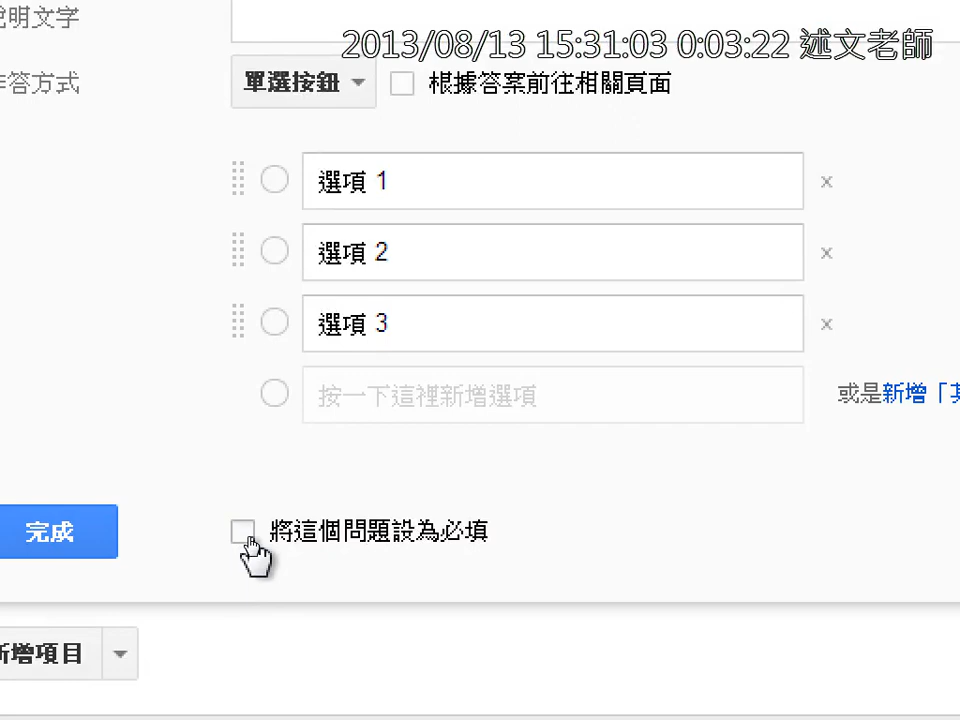 說明文字
2013/08/13 15:31:03 0:03:22 述文老師
作答方式
單選按鈕
根據答案前往相關頁面
選項 1
x
選項 2
x
選項 3
x
按一下這裡新增選項
或是新增「其
完成
將這個問題設為必填
新增項目